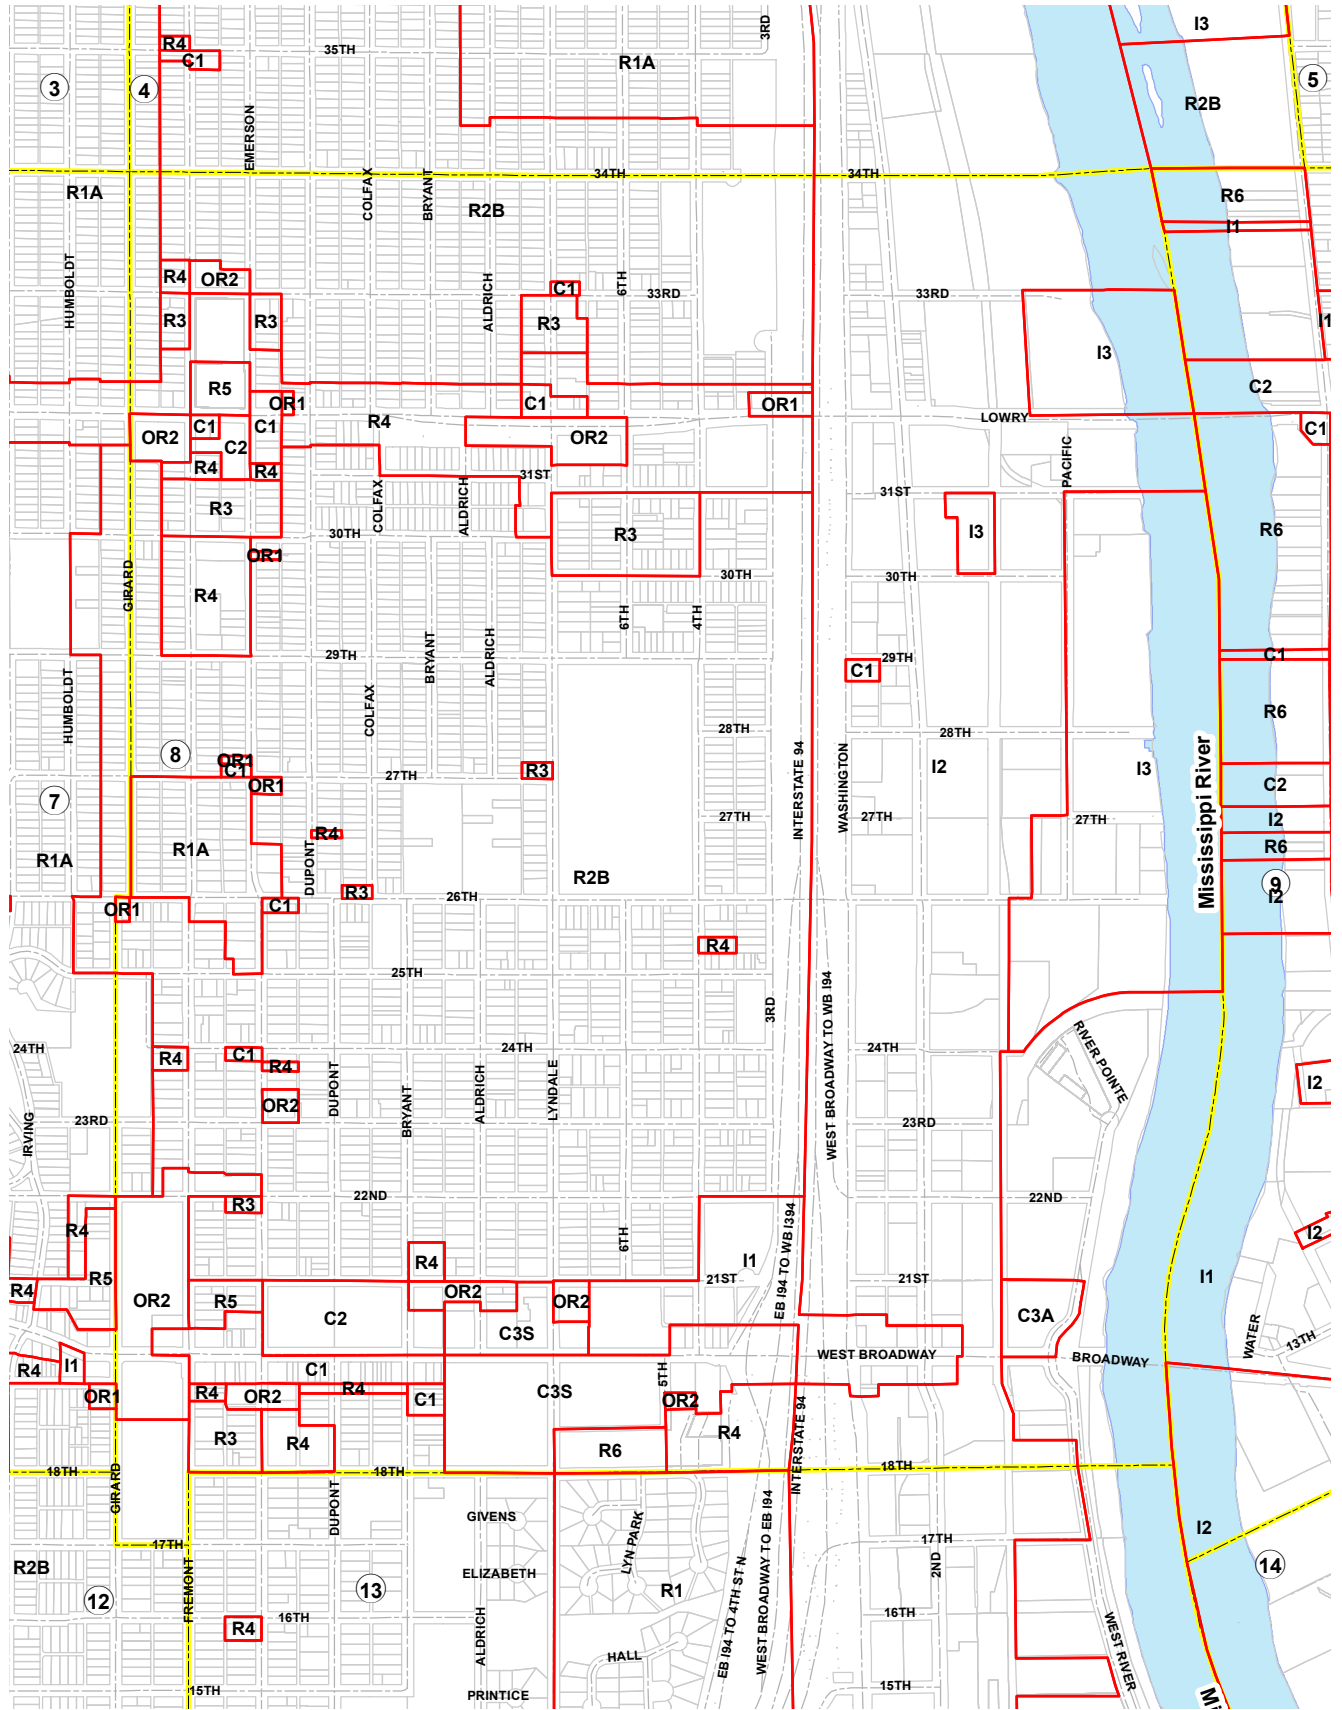 I3
3RD
R4
35TH
C1
R1A
3
4
5
R2B
EMERSON
34TH
34TH
COLFAX
BRYANT
R1A
R6
R2B
I1
HUMBOLDT
R4
OR2
ALDRICH
6TH
C1
33RD
33RD
R3
R3
R3
I1
I3
R5
C2
OR1
C1
OR1
R4
LOWRY
C1
C1
OR2
C2
OR2
C1
PACIFIC
R4
R4
31ST
31ST
COLFAX
ALDRICH
R3
R3
I3
R6
30TH
OR1
30TH
30TH
GIRARD
R4
6TH
4TH
BRYANT
ALDRICH
29TH
29TH
C1
C1
HUMBOLDT
COLFAX
R6
28TH
28TH
8
OR1
C1
R3
27TH
INTERSTATE 94
WASHINGTON
I2
I3
Mississippi River
C2
OR1
7
27TH
27TH
27TH
I2
R4
R1A
R1A
DUPONT
R6
R2B
9
I2
R3
26TH
OR1
C1
R4
25TH
3RD
WEST BROADWAY TO WB I94
RIVER POINTE
24TH
R4
C1
R4
24TH
24TH
DUPONT
BRYANT
ALDRICH
LYNDALE
I2
OR2
IRVING
23RD
23RD
22ND
22ND
R3
R4
6TH
EB I94 TO WB I394
I2
R4
I1
I1
R5
21ST
21ST
R4
OR2
R5
OR2
OR2
C2
C3S
C3A
WATER
13TH
WEST BROADWAY
BROADWAY
R4
I1
C1
5TH
OR1
R4
OR2
R4
C1
C3S
OR2
R3
R4
R6
R4
INTERSTATE 94
18TH
18TH
18TH
GIRARD
DUPONT
GIVENS
LYN PARK
WEST BROADWAY TO EB I94
I2
17TH
17TH
2ND
R2B
ELIZABETH
EB I94 TO 4TH ST N
14
12
FREMONT
13
R1
R4
16TH
16TH
ALDRICH
WEST RIVER
HALL
15TH
15TH
PRINTICE
Mi